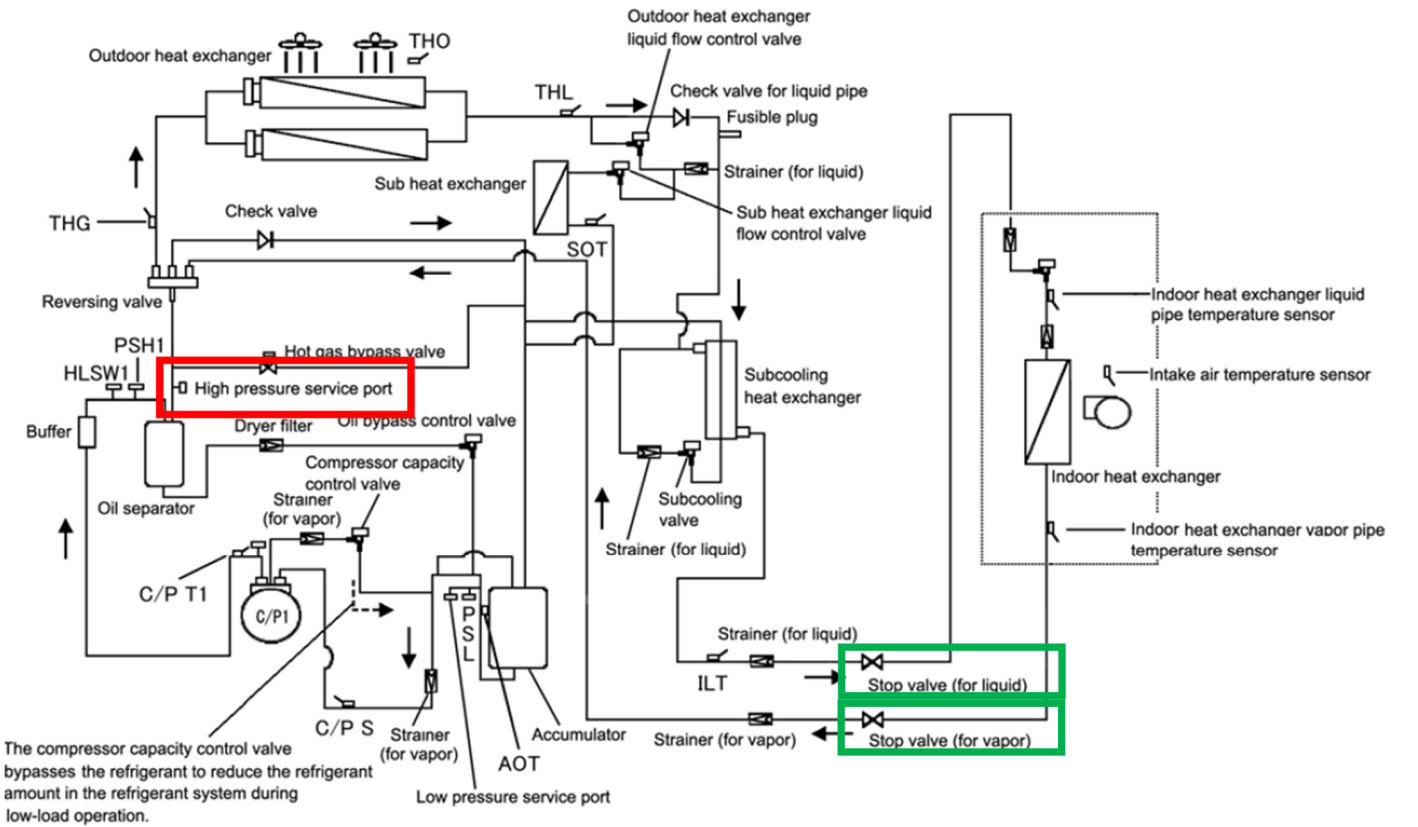 Outdoor heat exchanger
liquid flow control valve
THO
Outdoor heat exchanger
THL
Check valve for liquid pipe
Fusible plug
Strainer (for liquid)
Sub heat exchanger
Sub heat exchanger liquid
flow control valve
Check valve
THG
SOT
Reversing valve
Indoor heat exchanger liquid
pipe temperature sensor
PSH1
Hot gas bypass valve
HLSW1
High pressure service port
Subcooling
heat exchanger
Intake air temperature sensor
Buffer
Dryer filter
Oil bypass control valve
Compressor capacity
control valve
Indoor heat exchanger
Oil separator
Strainer
(for vapor)
Subcooling
valve
Strainer (for liquid)
Indoor heat exchanger vapor pipe
temperature sensor
C/P T1
C/P1
PSL
Strainer (for liquid)
Stop valve (for liquid)
ILT
C/P S
Strainer
(for vapor)
Accumulator
Strainer (for vapor)
Stop valve (for vapor)
AOT
Low pressure service port
The compressor capacity control valve
bypasses the refrigerant to reduce the refrigerant
amount in the refrigerant system during
low-load operation.